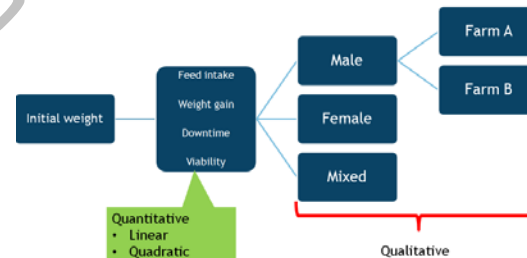 Initial weight
Feed intake
Weight gain
Downtime
Viability
Male
Female
Mixed
Farm A
Farm B
Quantitative
• Linear
• Quadratic
Qualitative